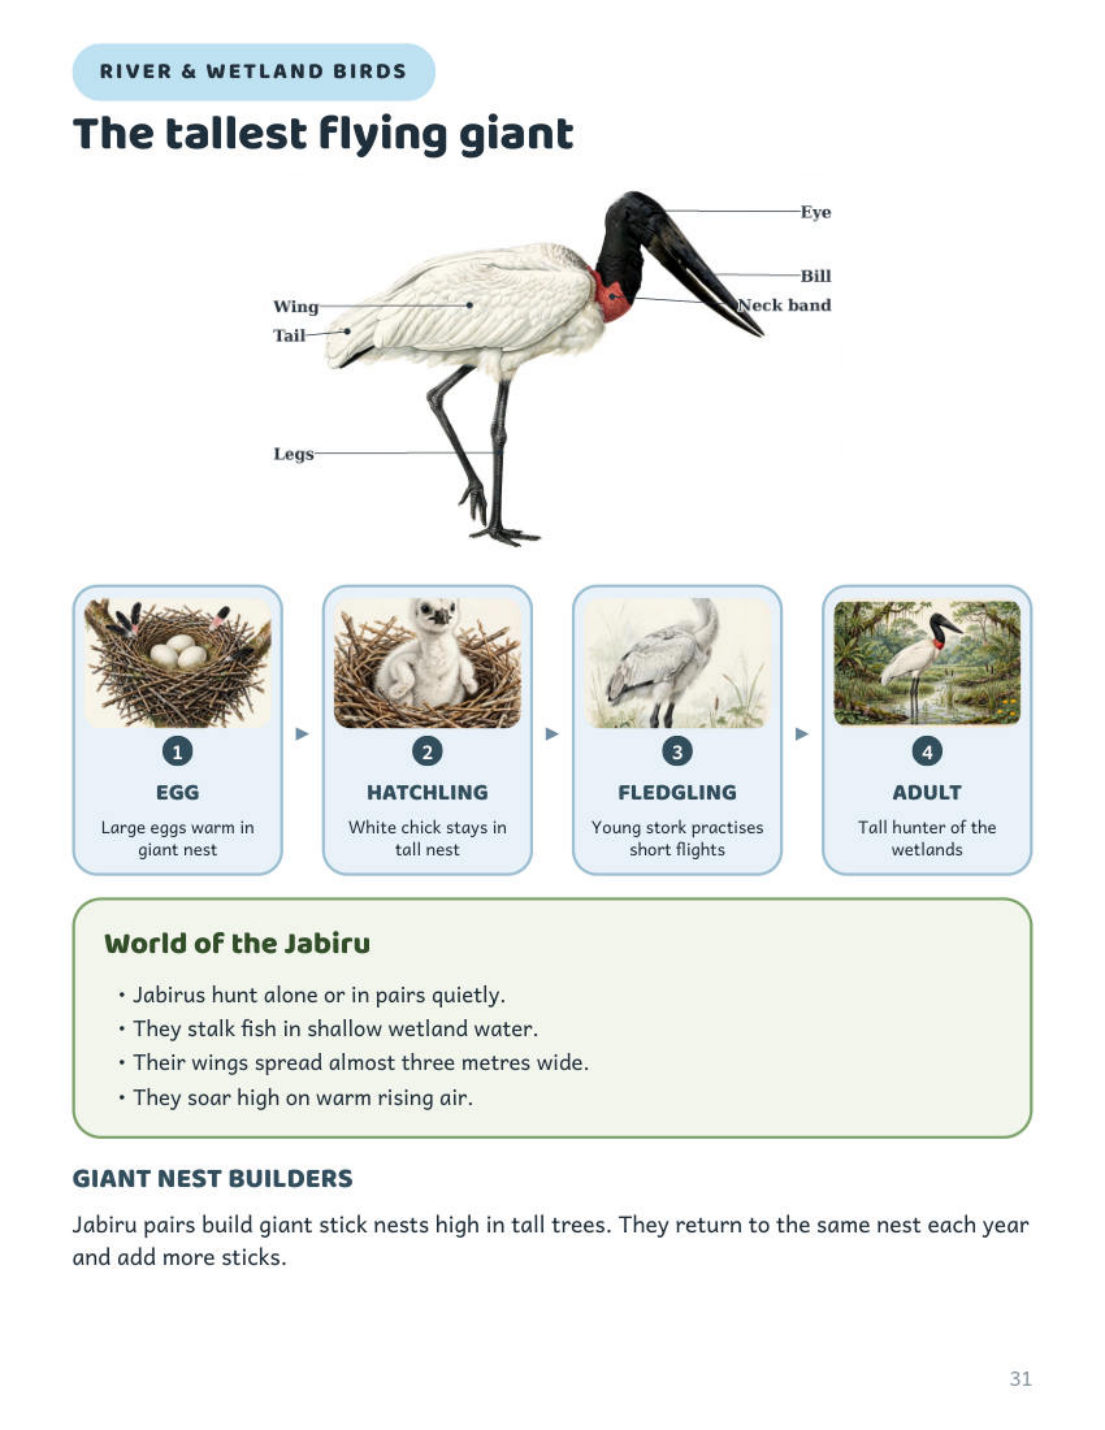 RIVER & WETLAND BIRDS
The tallest flying giant
Eye
Bill
Neck band
Wing
Tail
Legs
1
EGG
Large eggs warm in
giant nest
2
HATCHLING
White chick stays in
tall nest
3
FLEDGLING
Young stork practises
short flights
4
ADULT
Tall hunter of the
wetlands
World of the Jabiru
• Jabirus hunt alone or in pairs quietly.
• They stalk fish in shallow wetland water.
• Their wings spread almost three metres wide.
• They soar high on warm rising air.
GIANT NEST BUILDERS
Jabiru pairs build giant stick nests high in tall trees. They return to the same nest each year
and add more sticks.
31